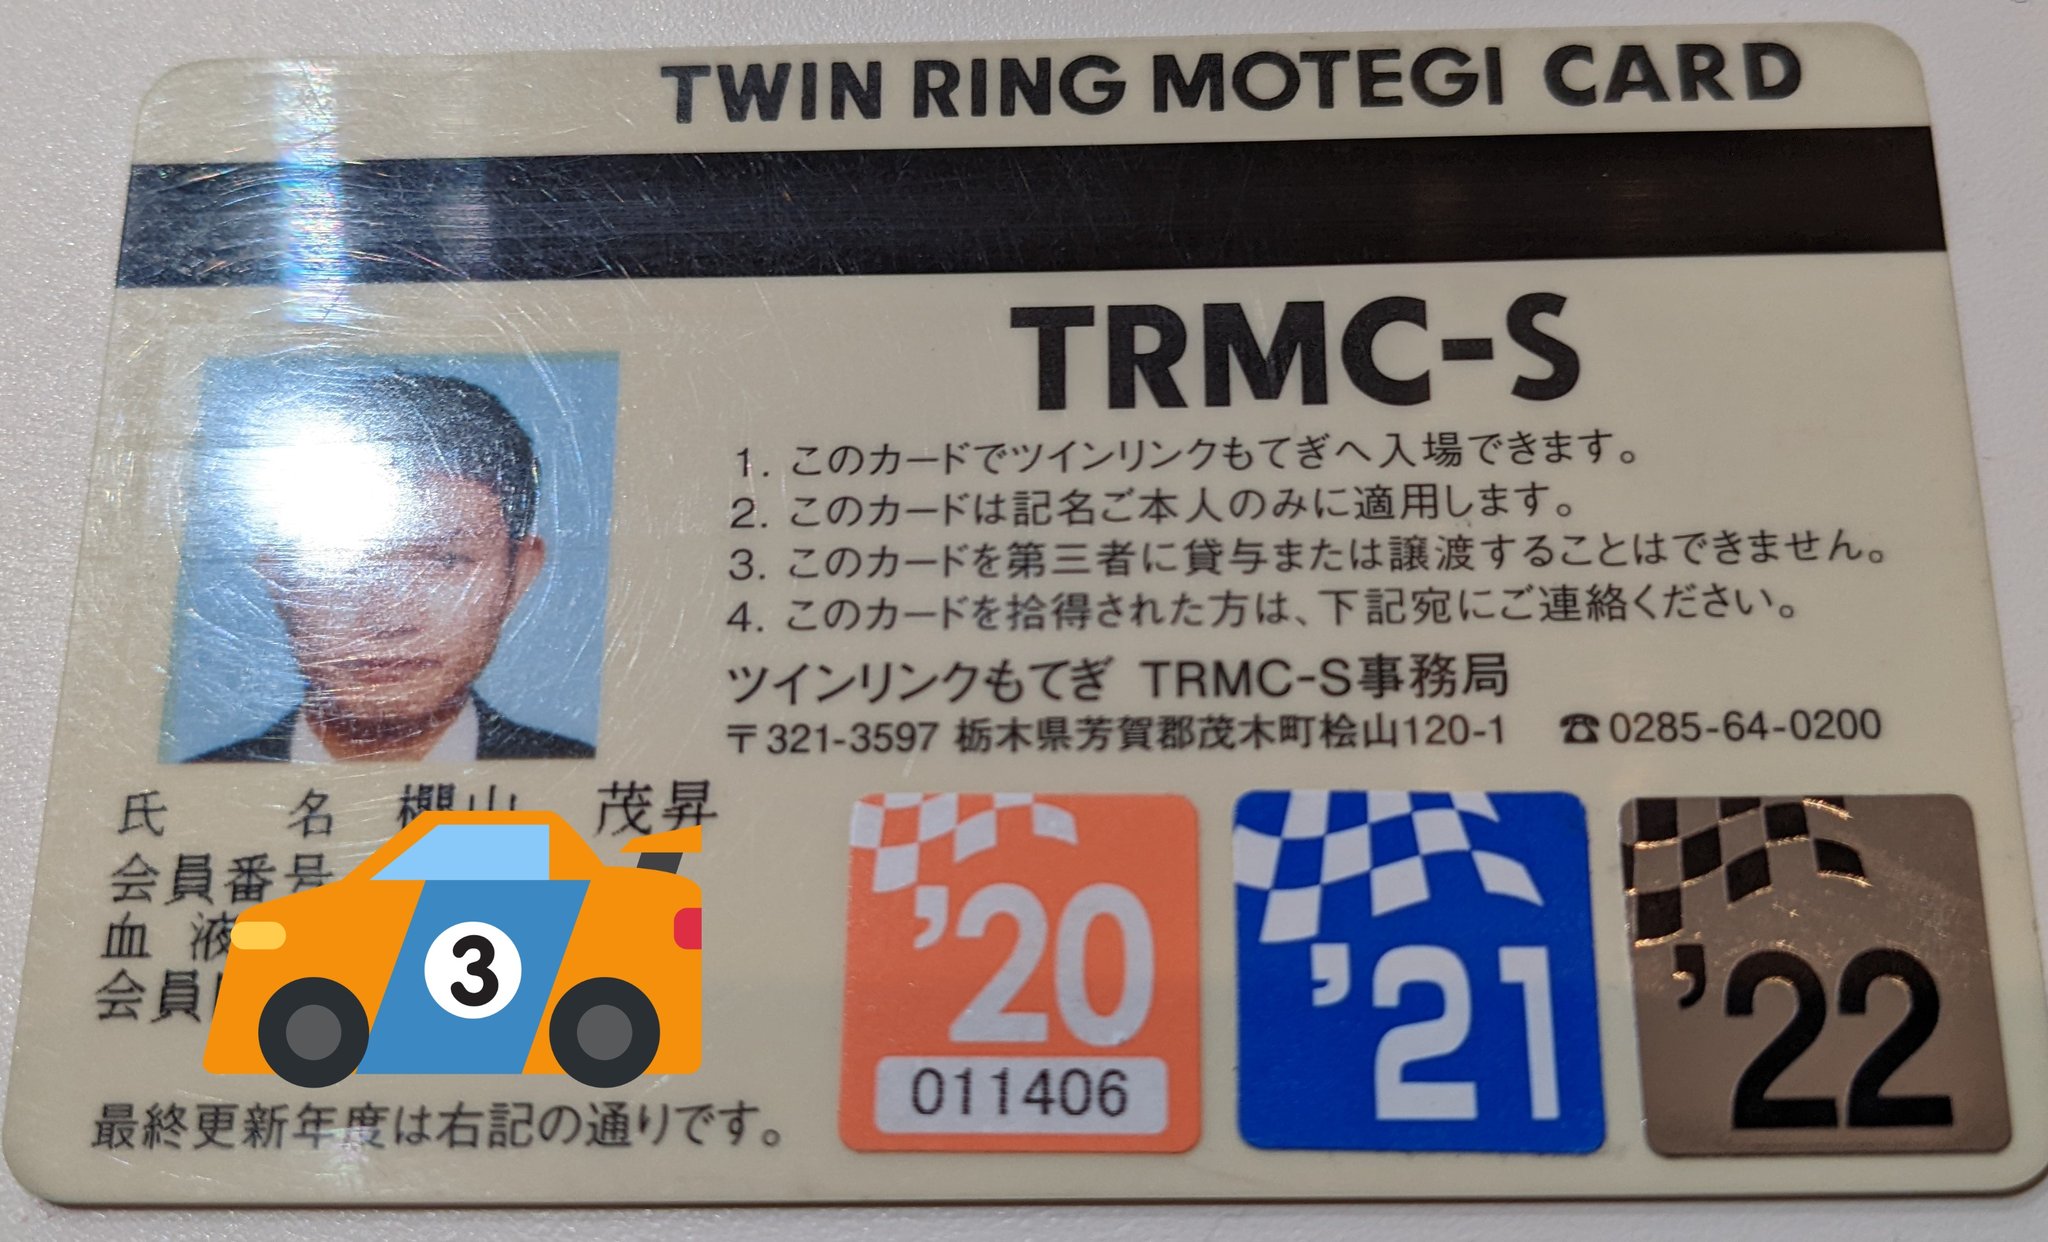 TWIN RING MOTEGI CARD
TRMC-S
1. このカードでツインリンクもてぎへ入場できます。
2. このカードは記名ご本人のみに適用します。
3. このカードを第三者に貸与または譲渡することはできません。
4. このカードを拾得された方は、下記宛にご連絡ください。
ツインリンクもてぎ TRMC-S事務局
〒321-3597 栃木県芳賀郡茂木町桧山120-1 ☎0285-64-0200
氏 名 櫻山 茂昇
会員番号
血 液
会員
3
最終更新年度は右記の通りです。
'20
011406
'21
'22